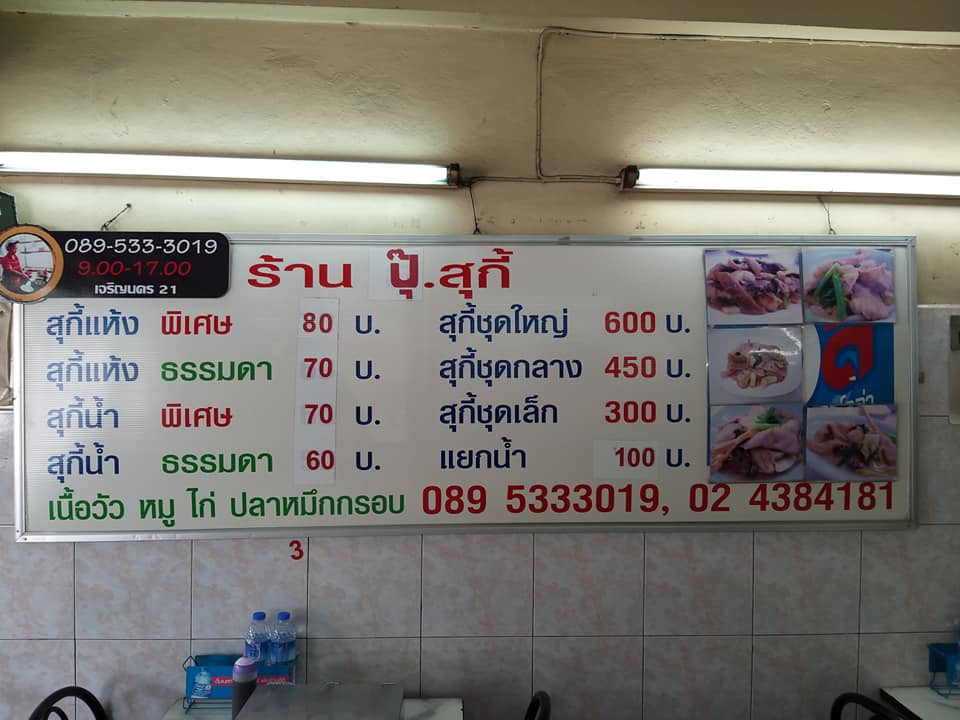 089-533-3019
9.00-17.00
เจริญนคร 21
ร้าน ปุ๊.สุกี้
สุกี้แห้ง พิเศษ 80 บ.
สุกี้แห้ง ธรรมดา 70 บ.
สุกี้น้ำ พิเศษ 70 บ.
สุกี้น้ำ ธรรมดา 60 บ.
สุกี้ชุดใหญ่ 600 บ.
สุกี้ชุดกลาง 450 บ.
สุกี้ชุดเล็ก 300 บ.
แยกน้ำ 100 บ.
เนื้อวัว หมู ไก่ ปลาหมึกกรอบ 089 5333019, 02 4384181
3